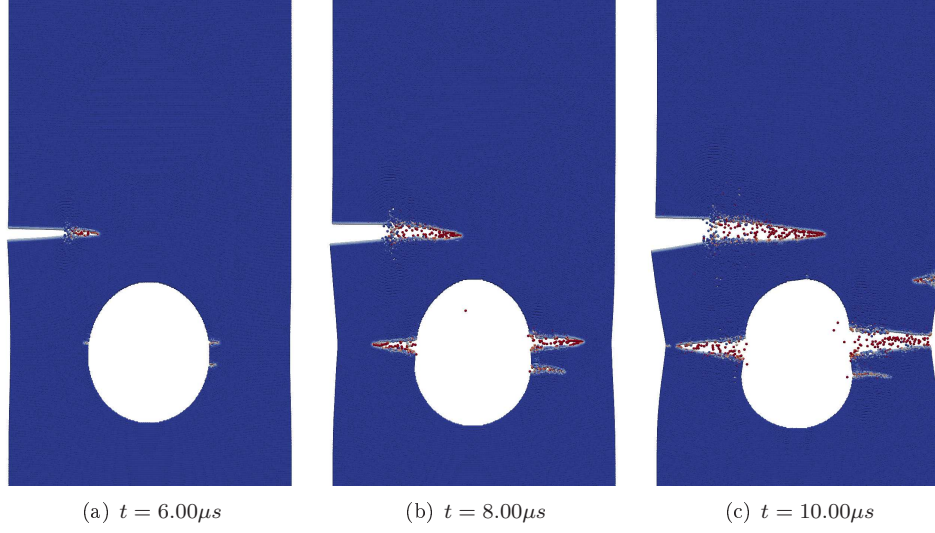 (a) t = 6.00μs
(b) t = 8.00μs
(c) t = 10.00μs